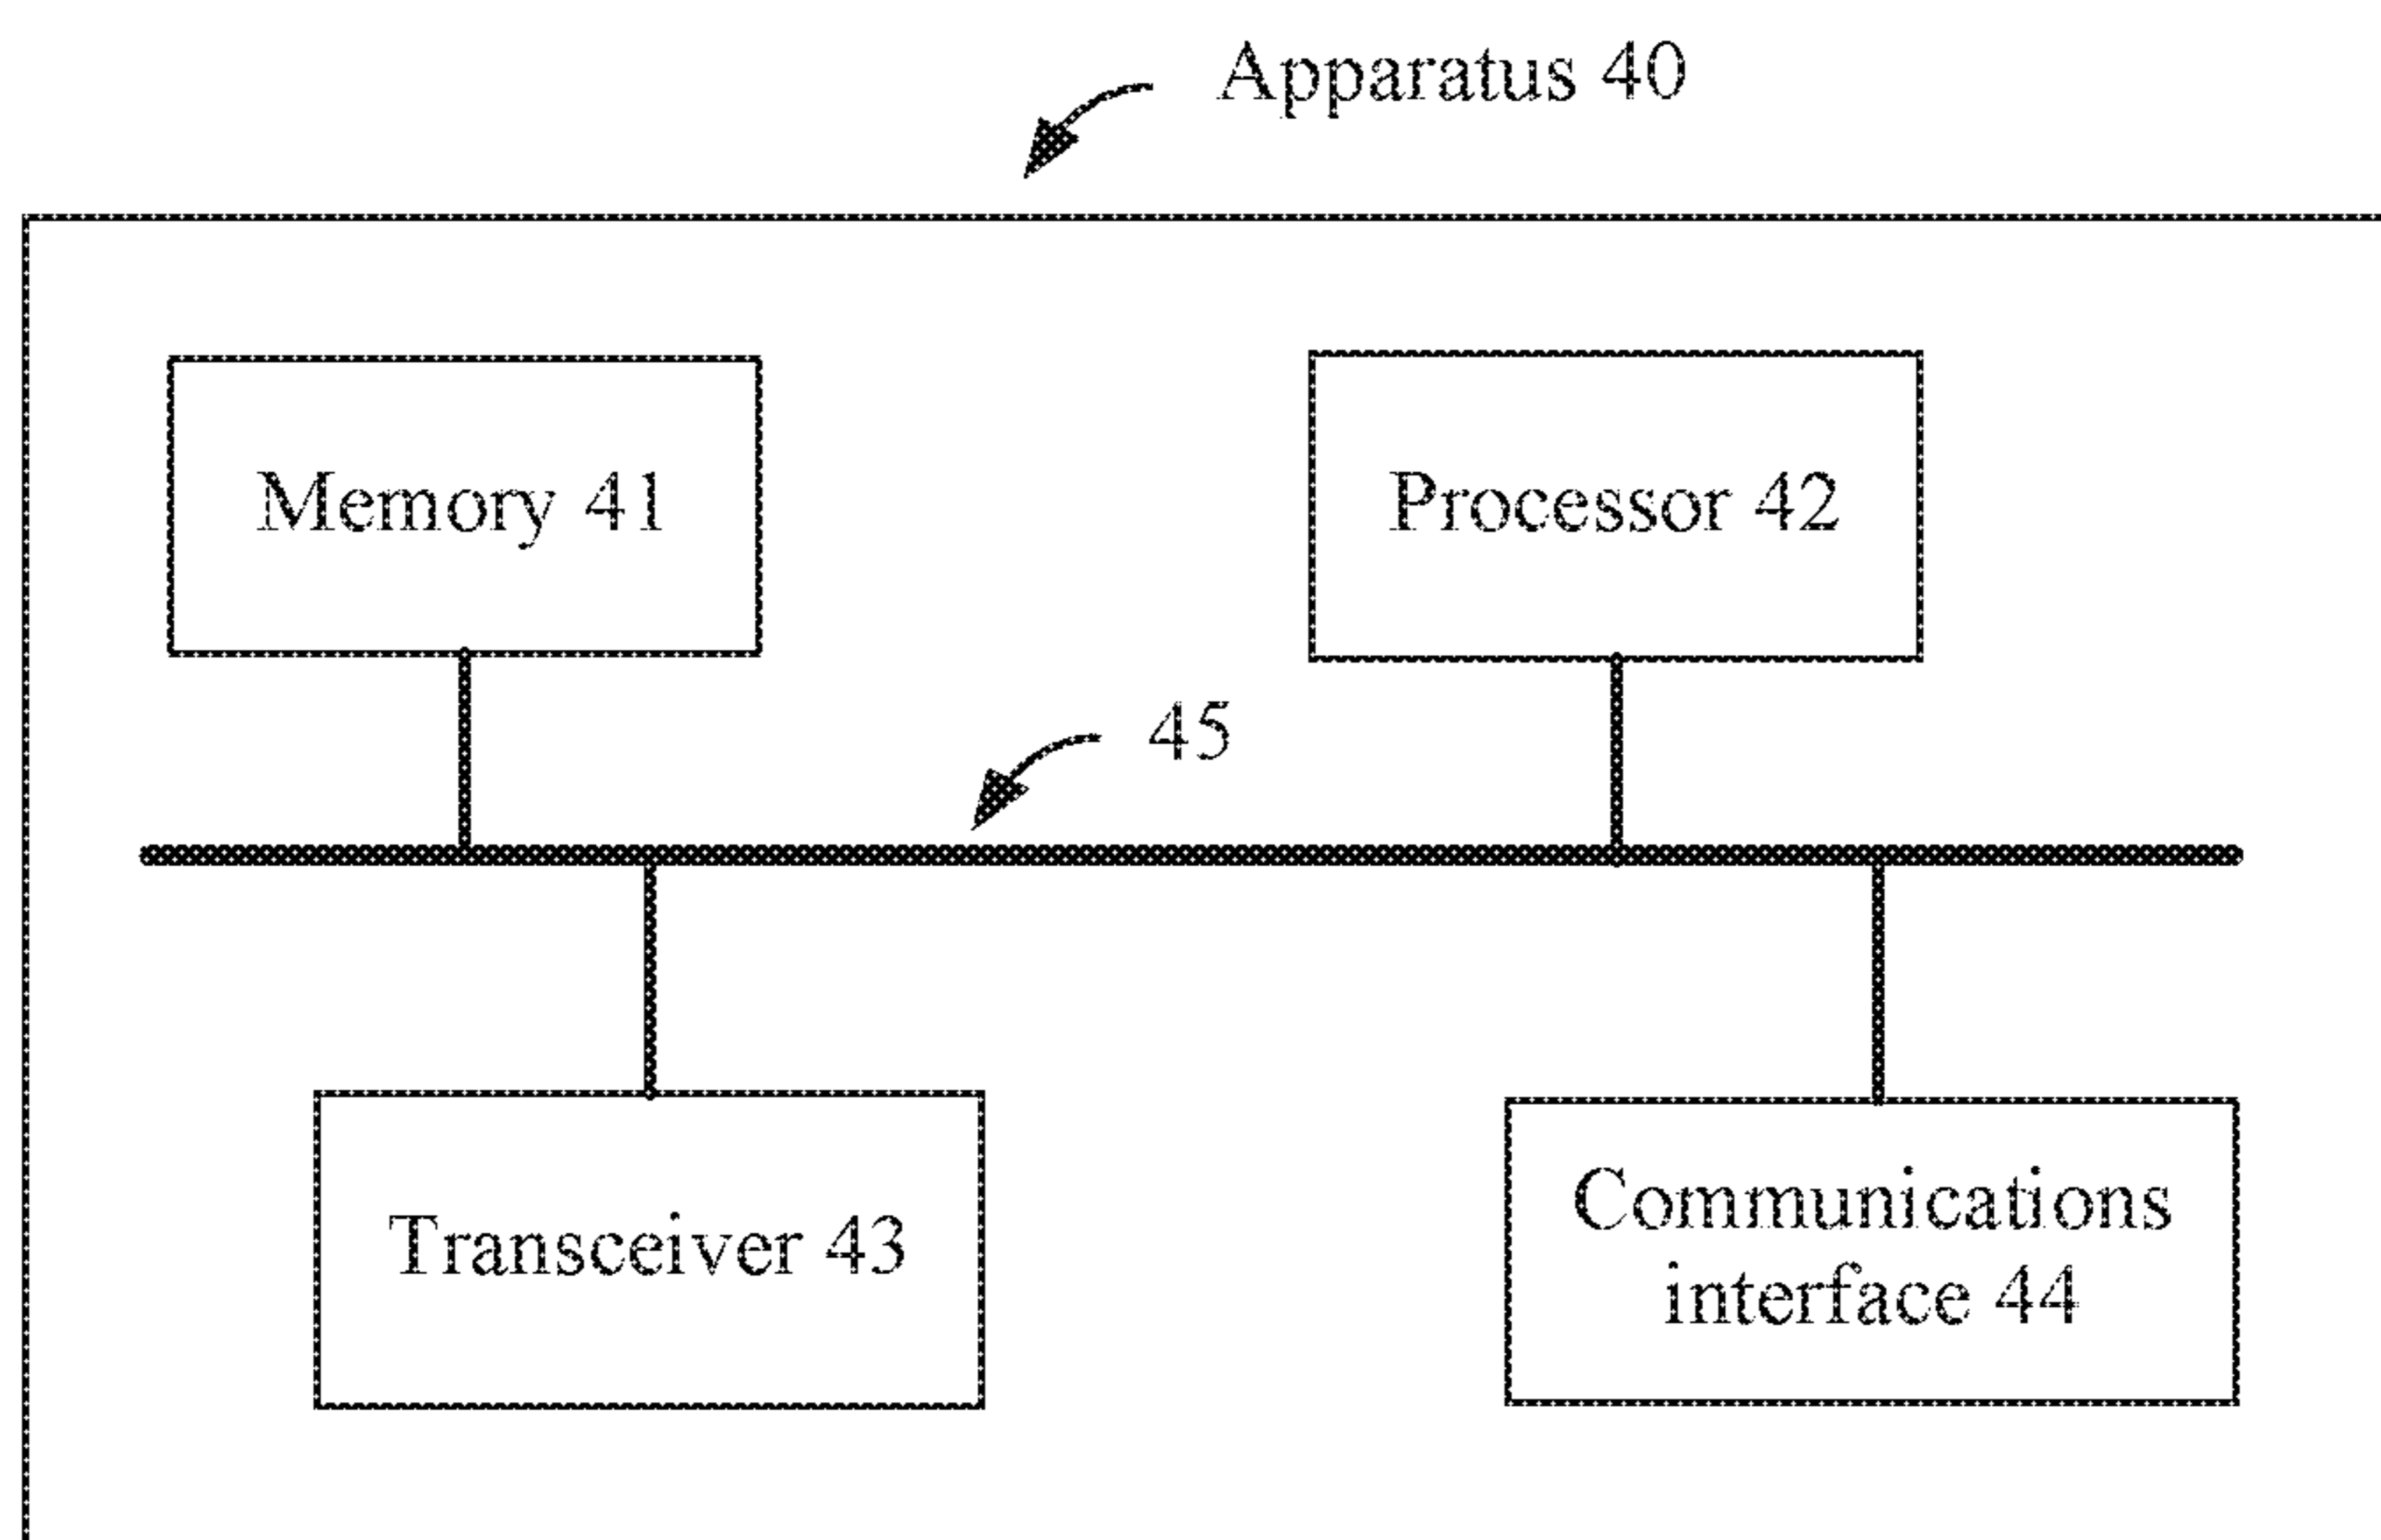 Apparatus 40
Memory 41
Processor 42
45
Transceiver 43
Communications
interface 44